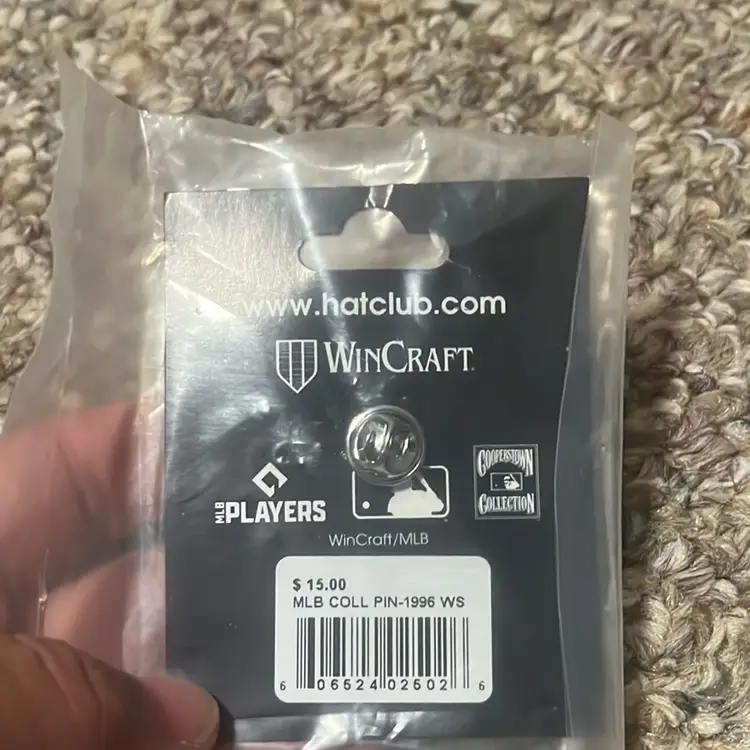 www.hatclub.com
WINCRAFT
MLB PLAYERS
COOPERSTOWN
COLLECTION
WinCraft/MLB
$ 15.00
MLB COLL PIN-1996 WS
6 06524 02502 6